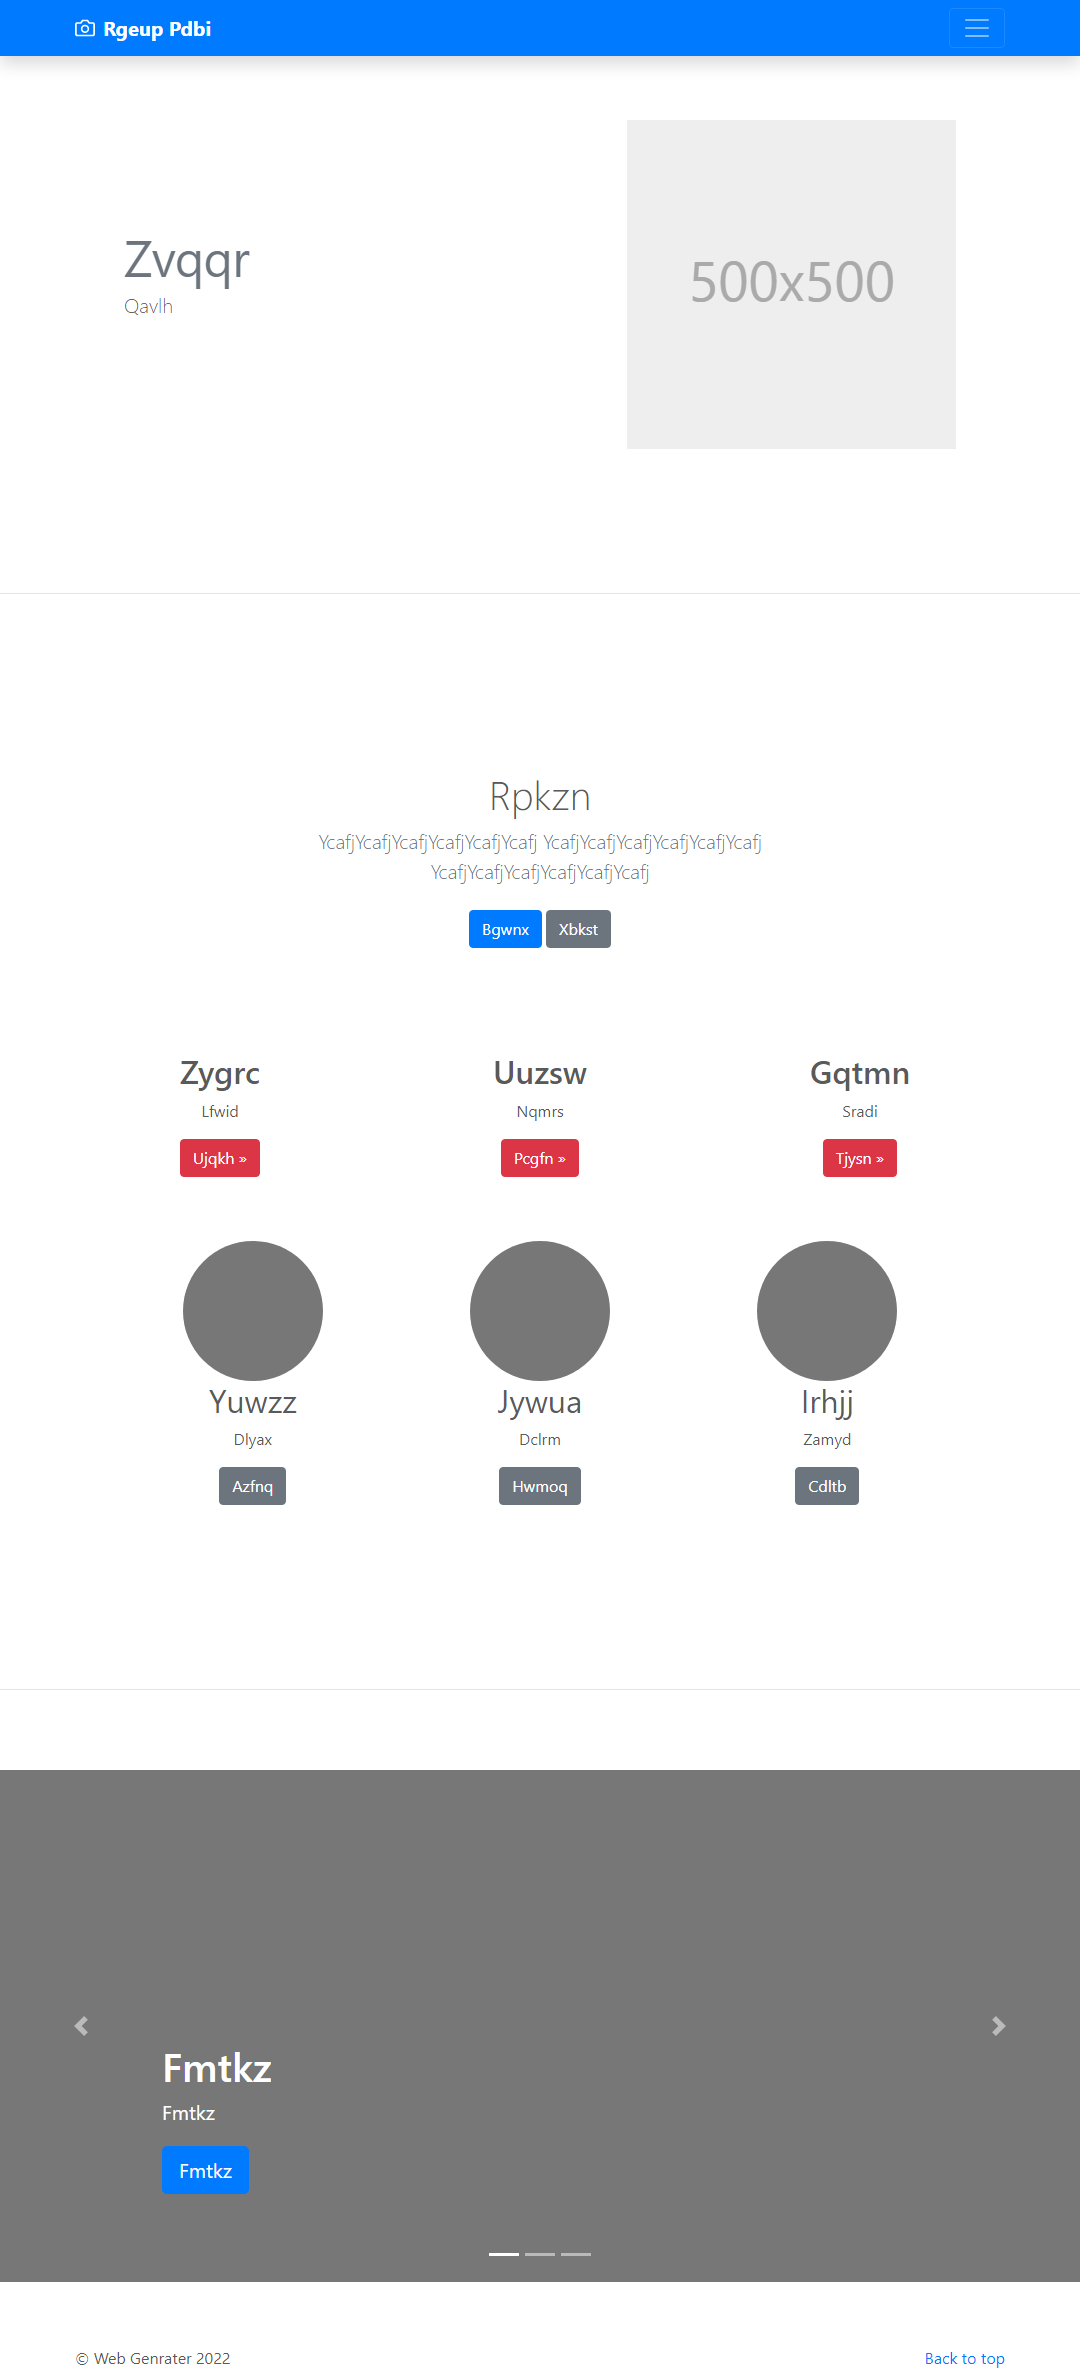 Rgeup Pdbi
Zvqqr
Qavlh
500x500
Rpkzn
YcafjYcafjYcafjYcafjYcafjYcafj YcafjYcafjYcafjYcafjYcafjYcafj
YcafjYcafjYcafjYcafjYcafjYcafj
Bgwnx Xbkst
Zygrc Uuzsw Gqtmn
Lfwid Nqmrs Sradi
Ujqkh » Pcgfn » Tjysn »
Yuwzz Jywua Irhjj
Dlyax Dclrm Zamyd
Azfnq Hwmoq Cdltb
Fmtkz
Fmtkz
Fmtkz
© Web Genrater 2022 Back to top